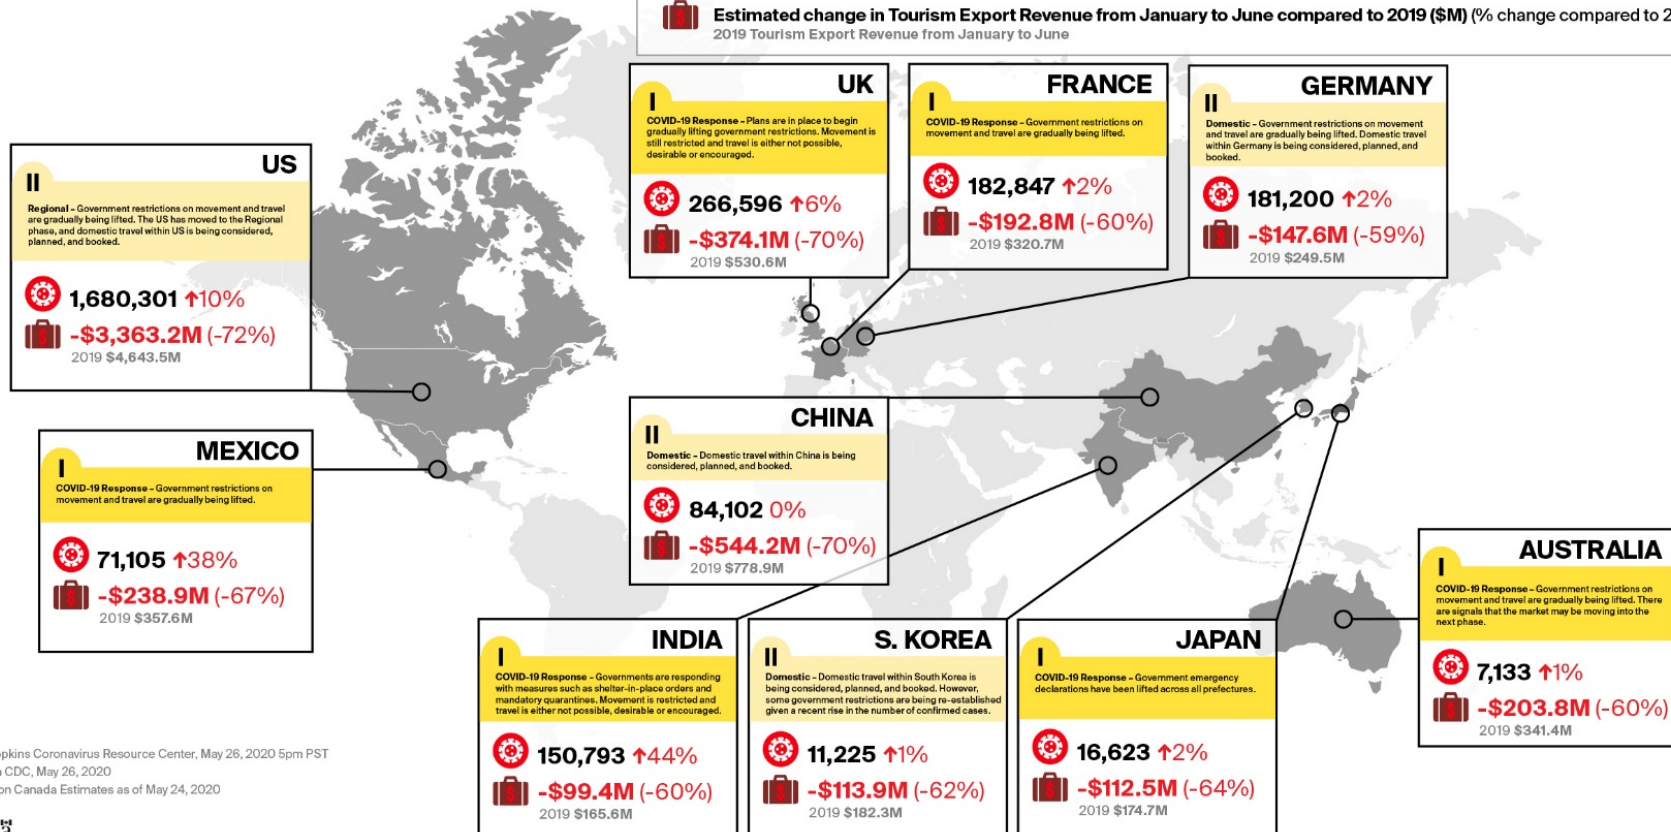 Estimated change in Tourism Export Revenue from January to June compared to 2019 ($M) (% change compared to 2
2019 Tourism Export Revenue from January to June
US
II
Regional – Government restrictions on movement and travel
are gradually being lifted. The US has moved to the Regional
phase, and domestic travel within US is being considered,
planned, and booked.
1,680,301 ↑10%
-$3,363.2M (-72%)
2019 $4,643.5M
MEXICO
I
COVID-19 Response – Government restrictions on
movement and travel are gradually being lifted.
71,105 ↑38%
-$238.9M (-67%)
2019 $357.6M
UK
I
COVID-19 Response – Plans are in place to begin
gradually lifting government restrictions. Movement is
still restricted and travel is either not possible,
desirable or encouraged.
266,596 ↑6%
-$374.1M (-70%)
2019 $530.6M
FRANCE
I
COVID-19 Response – Government restrictions on
movement and travel are gradually being lifted.
182,847 ↑2%
-$192.8M (-60%)
2019 $320.7M
GERMANY
II
Domestic – Government restrictions on movement
and travel are gradually being lifted. Domestic travel
within Germany is being considered, planned, and
booked.
181,200 ↑2%
-$147.6M (-59%)
2019 $249.5M
CHINA
II
Domestic – Domestic travel within China is being
considered, planned, and booked.
84,102 0%
-$544.2M (-70%)
2019 $778.9M
INDIA
I
COVID-19 Response – Governments are responding
with measures such as shelter-in-place orders and
mandatory quarantines. Movement is restricted and
travel is either not possible, desirable or encouraged.
150,793 ↑44%
-$99.4M (-60%)
2019 $165.6M
S. KOREA
II
Domestic – Domestic travel within South Korea is
being considered, planned, and booked. However,
some government restrictions are being re-established
given a recent rise in the number of confirmed cases.
11,225 ↑1%
-$113.9M (-62%)
2019 $182.3M
JAPAN
I
COVID-19 Response – Government emergency
declarations have been lifted across all prefectures.
16,623 ↑2%
-$112.5M (-64%)
2019 $174.7M
AUSTRALIA
I
COVID-19 Response – Government restrictions on
movement and travel are gradually being lifted. There
are signals that the market may be moving into the
next phase.
7,133 ↑1%
-$203.8M (-60%)
2019 $341.4M
pkins Coronavirus Resource Center, May 26, 2020 5pm PST
CDC, May 26, 2020
on Canada Estimates as of May 24, 2020